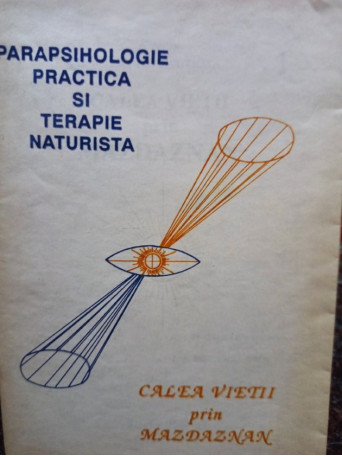 PARAPSIHOLOGIE
PRACTICA
SI
TERAPIE
NATURISTA
CALEA VIETII
prin
MAZDAZNAN